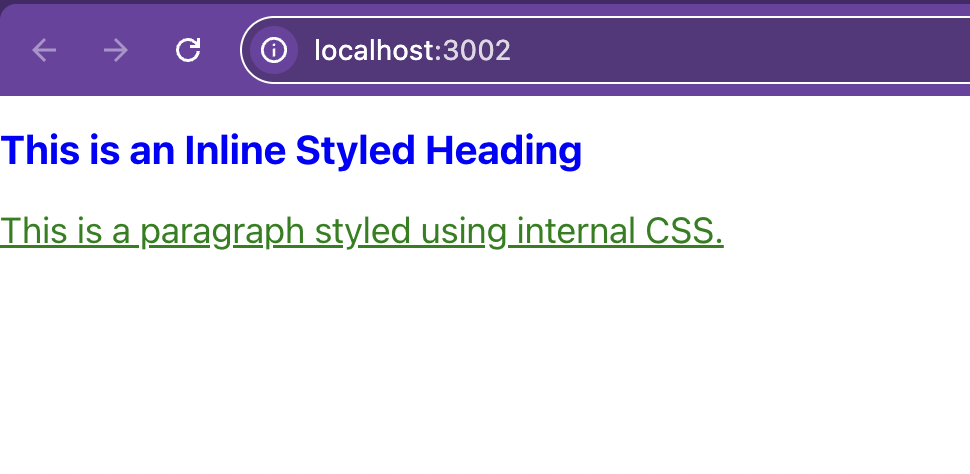 localhost:3002
This is an Inline Styled Heading
This is a paragraph styled using internal CSS.